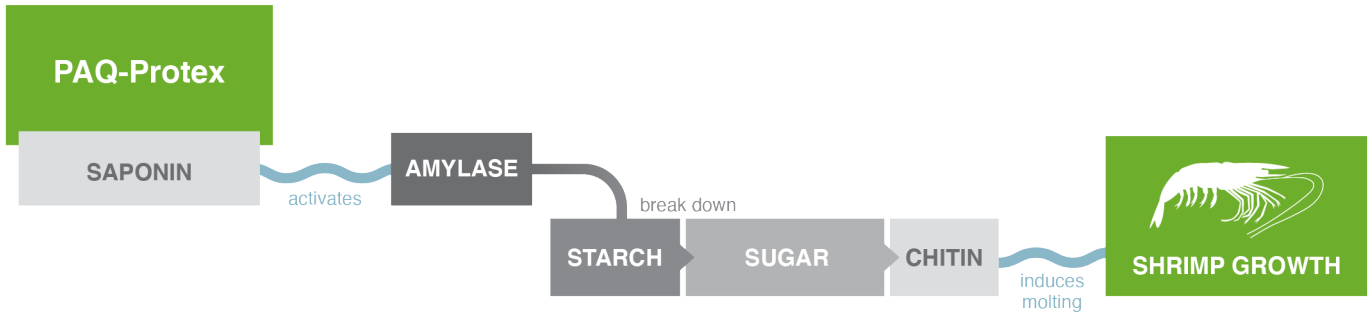 PAQ-Protex
SAPONIN
activates
AMYLASE
break down
STARCH
SUGAR
CHITIN
induces
molting
SHRIMP GROWTH